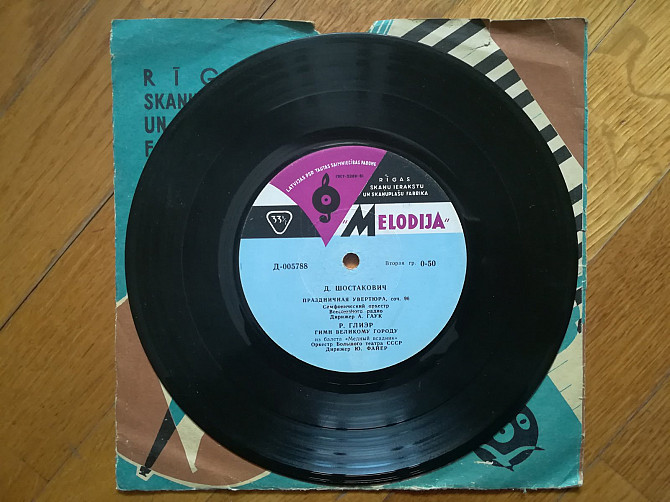 RĪG
SKAŅU
UN
F
LATVIJAS PSR TAUTAS SAIMNIECĪBAS PADOME
RĪGAS
SKAŅU IERAKSTU
UN SKAŅUPLAŠU FABRIKA
33⅓
"MELODIJA"
Д-005788
Вторая гр. 0-50
Д. ШОСТАКОВИЧ
ПРАЗДНИЧНАЯ УВЕРТЮРА, соч. 96
Симфонический оркестр
Всесоюзного радио
Дирижер А. ГАУК
Р. ГЛИЭР
ГИМН ВЕЛИКОМУ ГОРОДУ
из балета «Медный всадник»
Оркестр Большого театра СССР
Дирижер Ю. ФАЙЕР